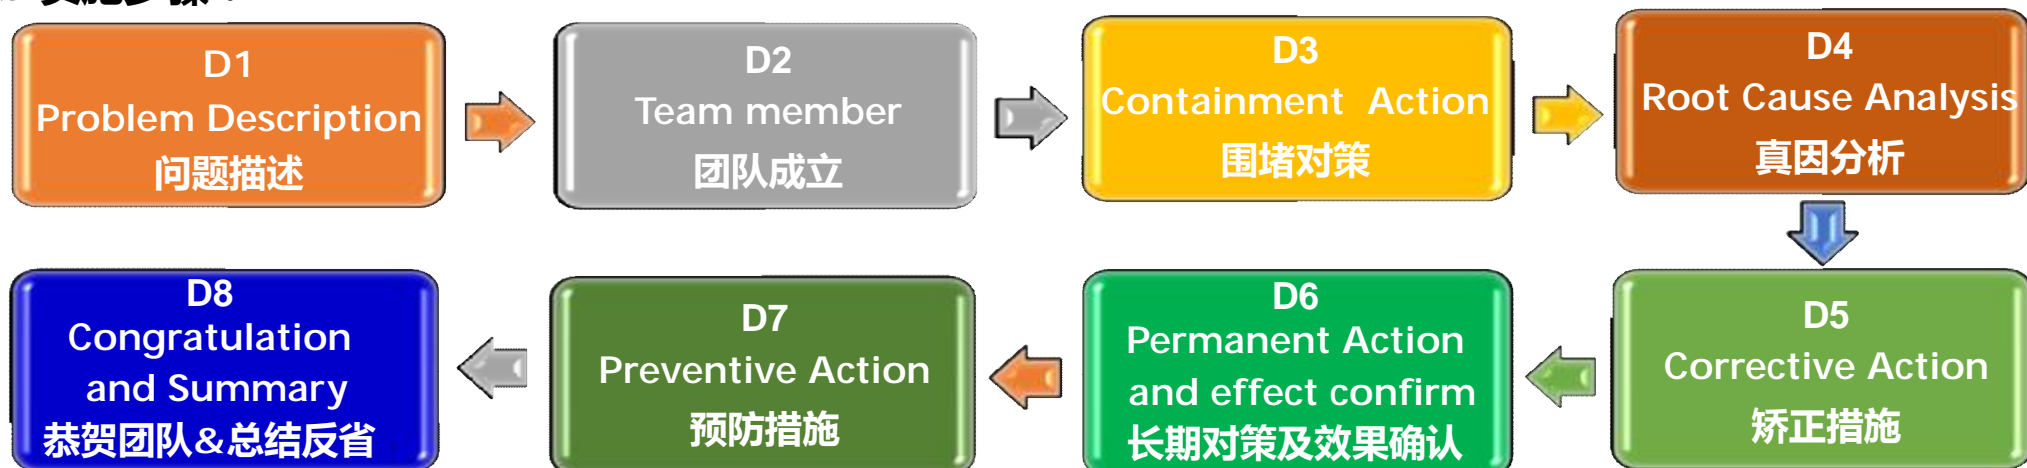 D1
Problem Description
问题描述
D2
Team member
团队成立
D3
Containment Action
围堵对策
D4
Root Cause Analysis
真因分析
D5
Corrective Action
矫正措施
D6
Permanent Action
and effect confirm
长期对策及效果确认
D7
Preventive Action
预防措施
D8
Congratulation
and Summary
恭贺团队&总结反省